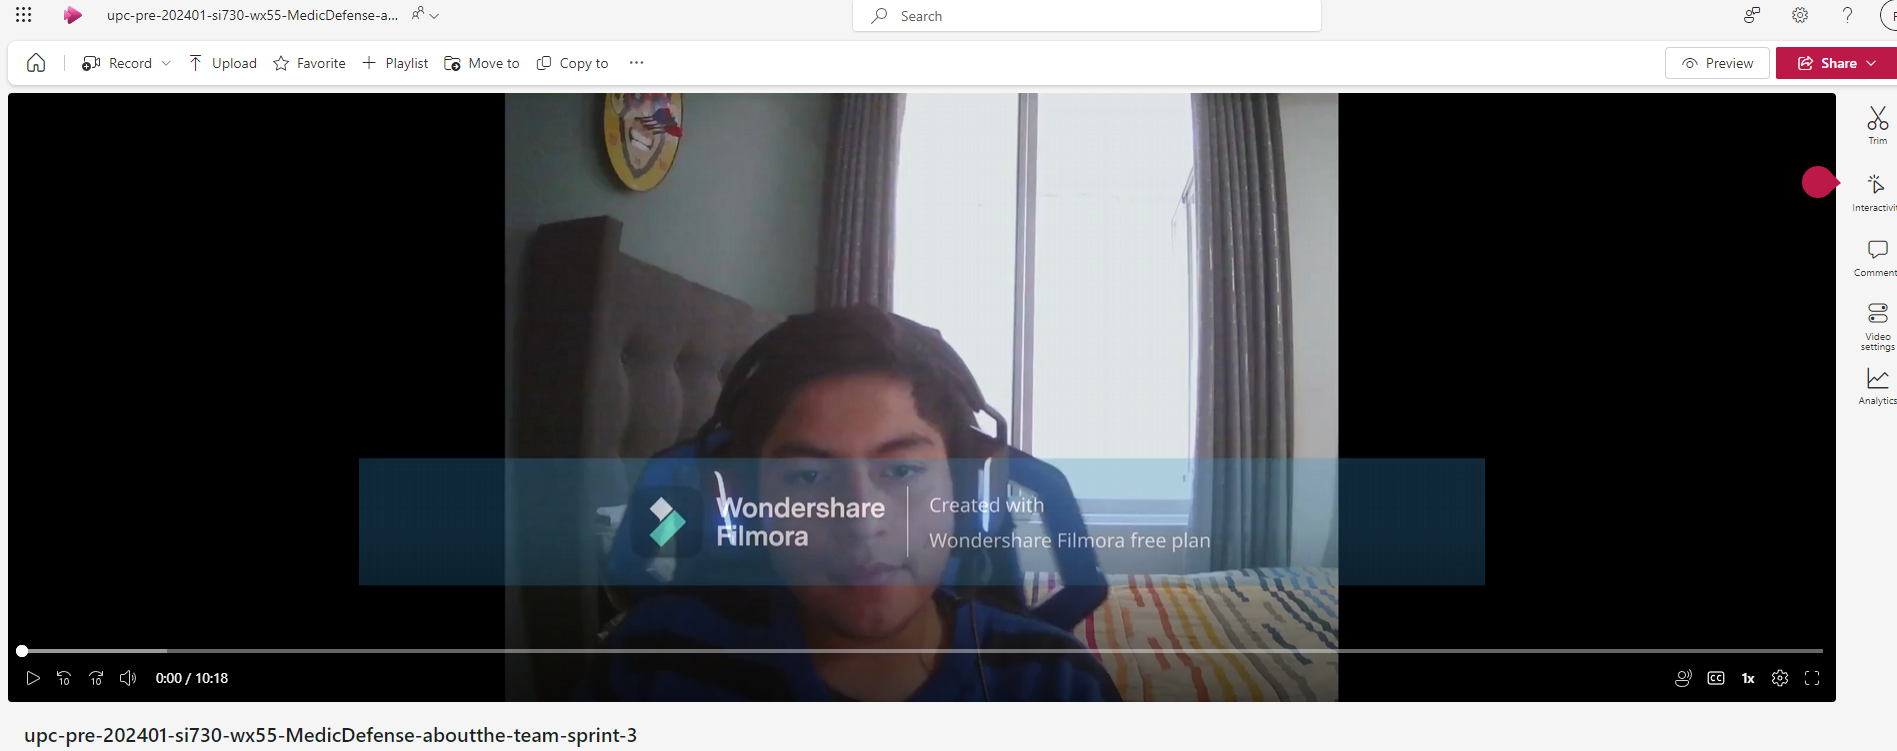 upc-pre-202401-si730-wx55-MedicDefense-a...
Search
Record
Upload
Favorite
Playlist
Move to
Copy to
Preview
Share
Trim
Interactivit
Comment
Video
settings
Analytics
Wondershare
Filmora
Created with
Wondershare Filmora free plan
10
10
0:00 / 10:18
CC
1x
upc-pre-202401-si730-wx55-MedicDefense-aboutthe-team-sprint-3